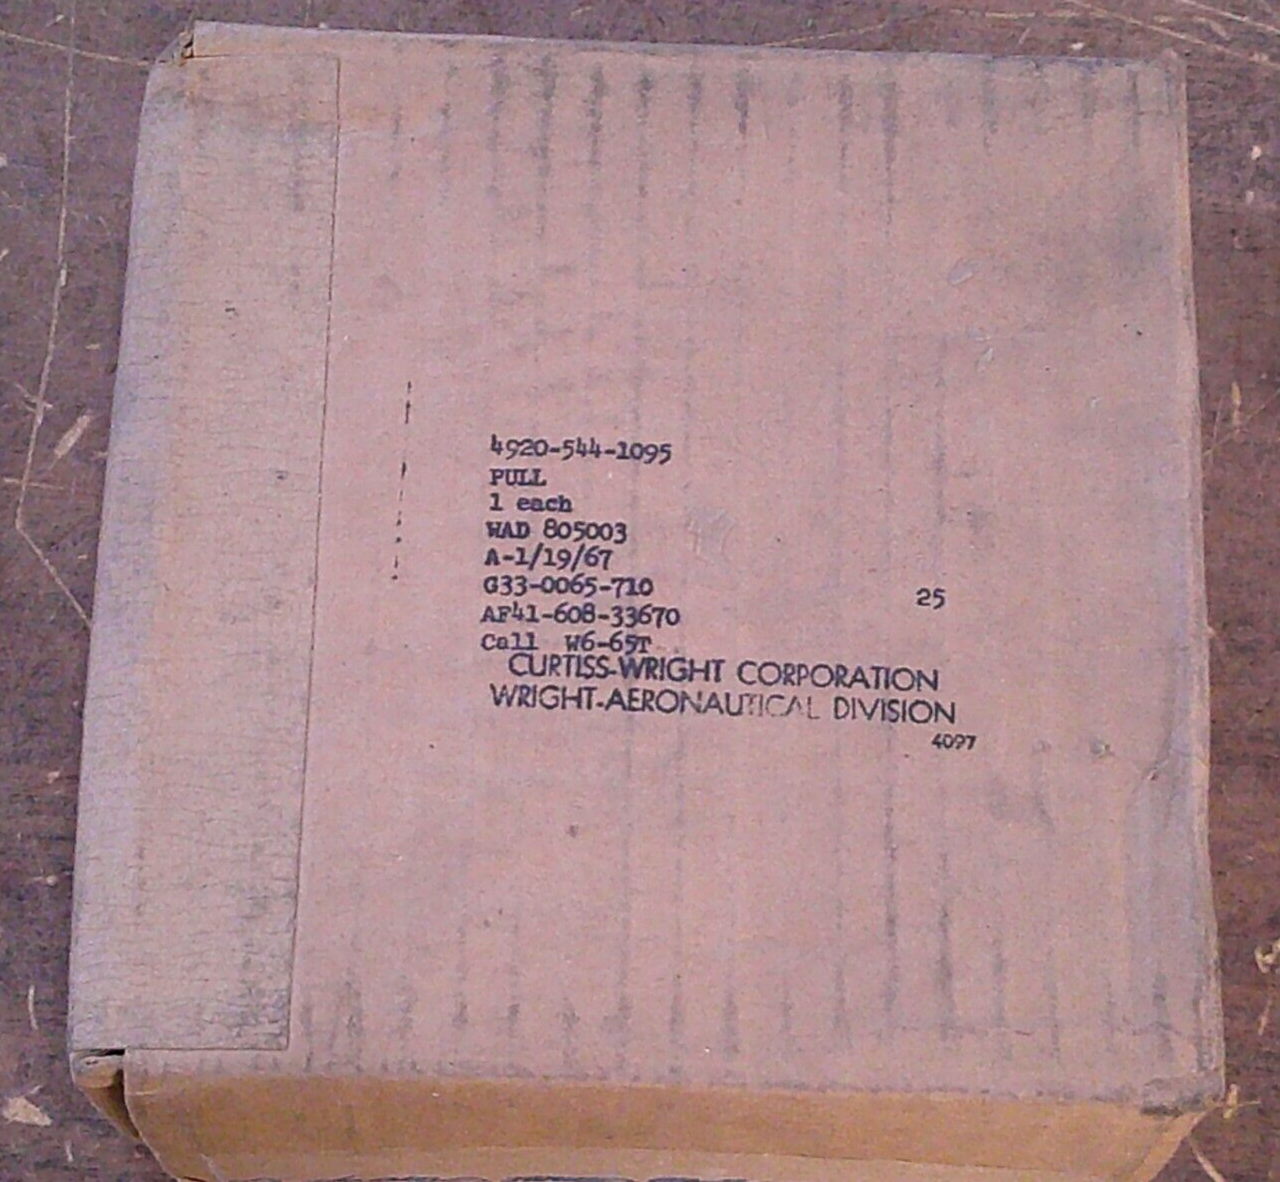 4920-544-1095
PULL
1 each
WAD 805003
A-1/19/67
G33-0065-710
25
AF41-608-33670
Call W6-65T
CURTISS-WRIGHT CORPORATION
WRIGHT-AERONAUTICAL DIVISION
4097